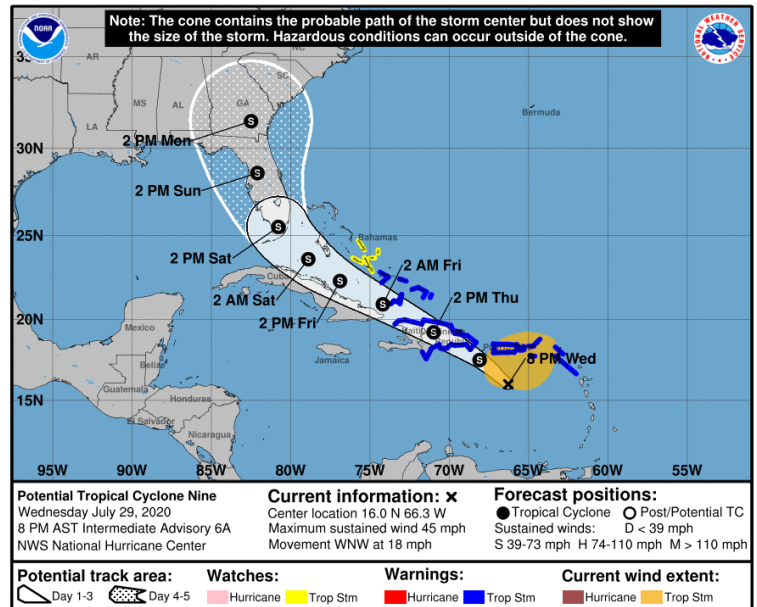 Note: The cone contains the probable path of the storm center but does not show
the size of the storm. Hazardous conditions can occur outside of the cone.
NOAA
NATIONAL WEATHER SERVICE
AR
NC
SC
MS
AL
GA
LA
Bermuda
30N
2 PM Mon
2 PM Sun
25N
Bahamas
2 PM Sat
2 AM Fri
Cuba
2 AM Sat
2 PM Thu
20N
2 PM Fri
Mexico
Haiti
Jamaica
8 PM Wed
Belize
15N
Guatemala
Honduras
El Salvador
Nicaragua
95W 90W 85W 80W 75W 70W 65W 60W 55W
S
S
S
S
S
S
S
S
Potential Tropical Cyclone Nine
Wednesday July 29, 2020
8 PM AST Intermediate Advisory 6A
NWS National Hurricane Center
Current information: x
Center location 16.0 N 66.3 W
Maximum sustained wind 45 mph
Movement WNW at 18 mph
Forecast positions:
Tropical Cyclone Post/Potential TC
Sustained winds: D < 39 mph
S 39-73 mph H 74-110 mph M > 110 mph
Potential track area:
Day 1-3 Day 4-5
Watches:
Hurricane Trop Stm
Warnings:
Hurricane Trop Stm
Current wind extent:
Hurricane Trop Stm